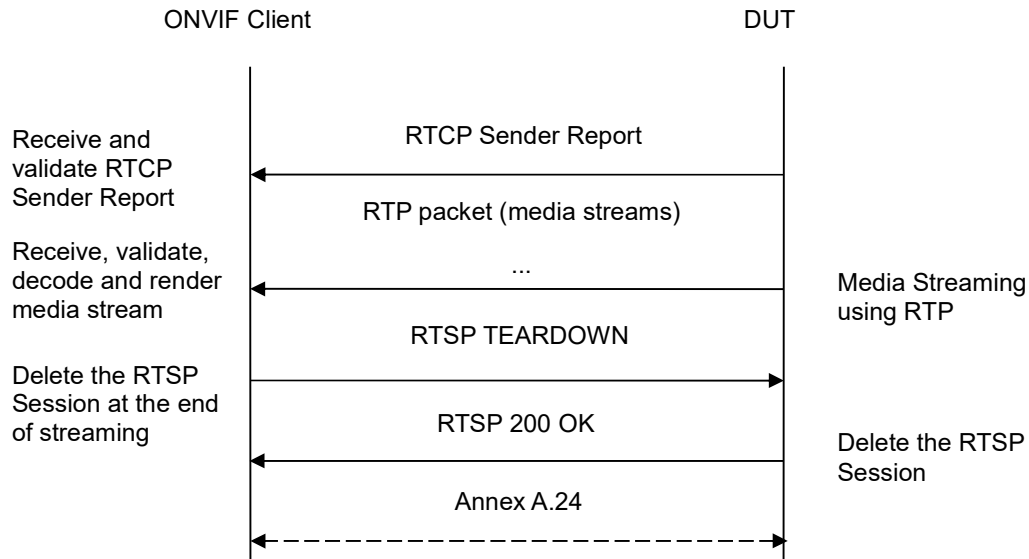 ONVIF Client
DUT
RTCP Sender Report
Receive and
validate RTCP
Sender Report
RTP packet (media streams)
Receive, validate,
decode and render
media stream
...
Media Streaming
using RTP
RTSP TEARDOWN
Delete the RTSP
Session at the end
of streaming
RTSP 200 OK
Delete the RTSP
Session
Annex A.24